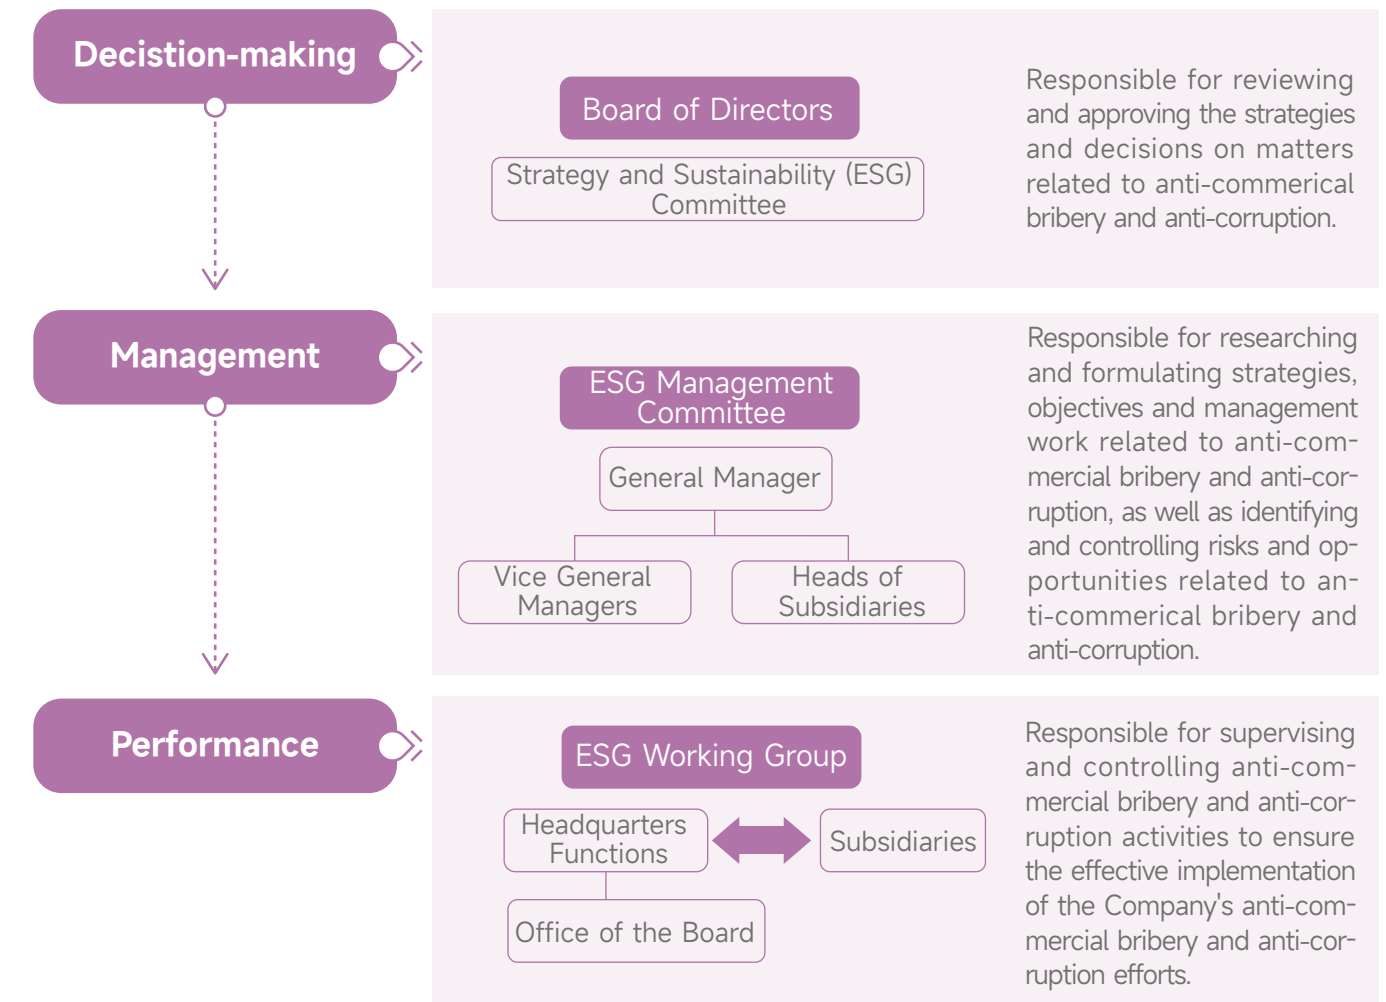 Decistion-making
Board of Directors
Strategy and Sustainability (ESG)
Committee
Responsible for reviewing
and approving the strategies
and decisions on matters
related to anti-commerical
bribery and anti-corruption.
Management
ESG Management
Committee
General Manager
Vice General
Managers
Heads of
Subsidiaries
Responsible for researching
and formulating strategies,
objectives and management
work related to anti-com-
mercial bribery and anti-cor-
ruption, as well as identifying
and controlling risks and op-
portunities related to an-
ti-commerical bribery and
anti-corruption.
Performance
ESG Working Group
Headquarters
Functions
Subsidiaries
Office of the Board
Responsible for supervising
and controlling anti-com-
mercial bribery and anti-cor-
ruption activities to ensure
the effective implementation
of the Company's anti-com-
mercial bribery and anti-cor-
ruption efforts.